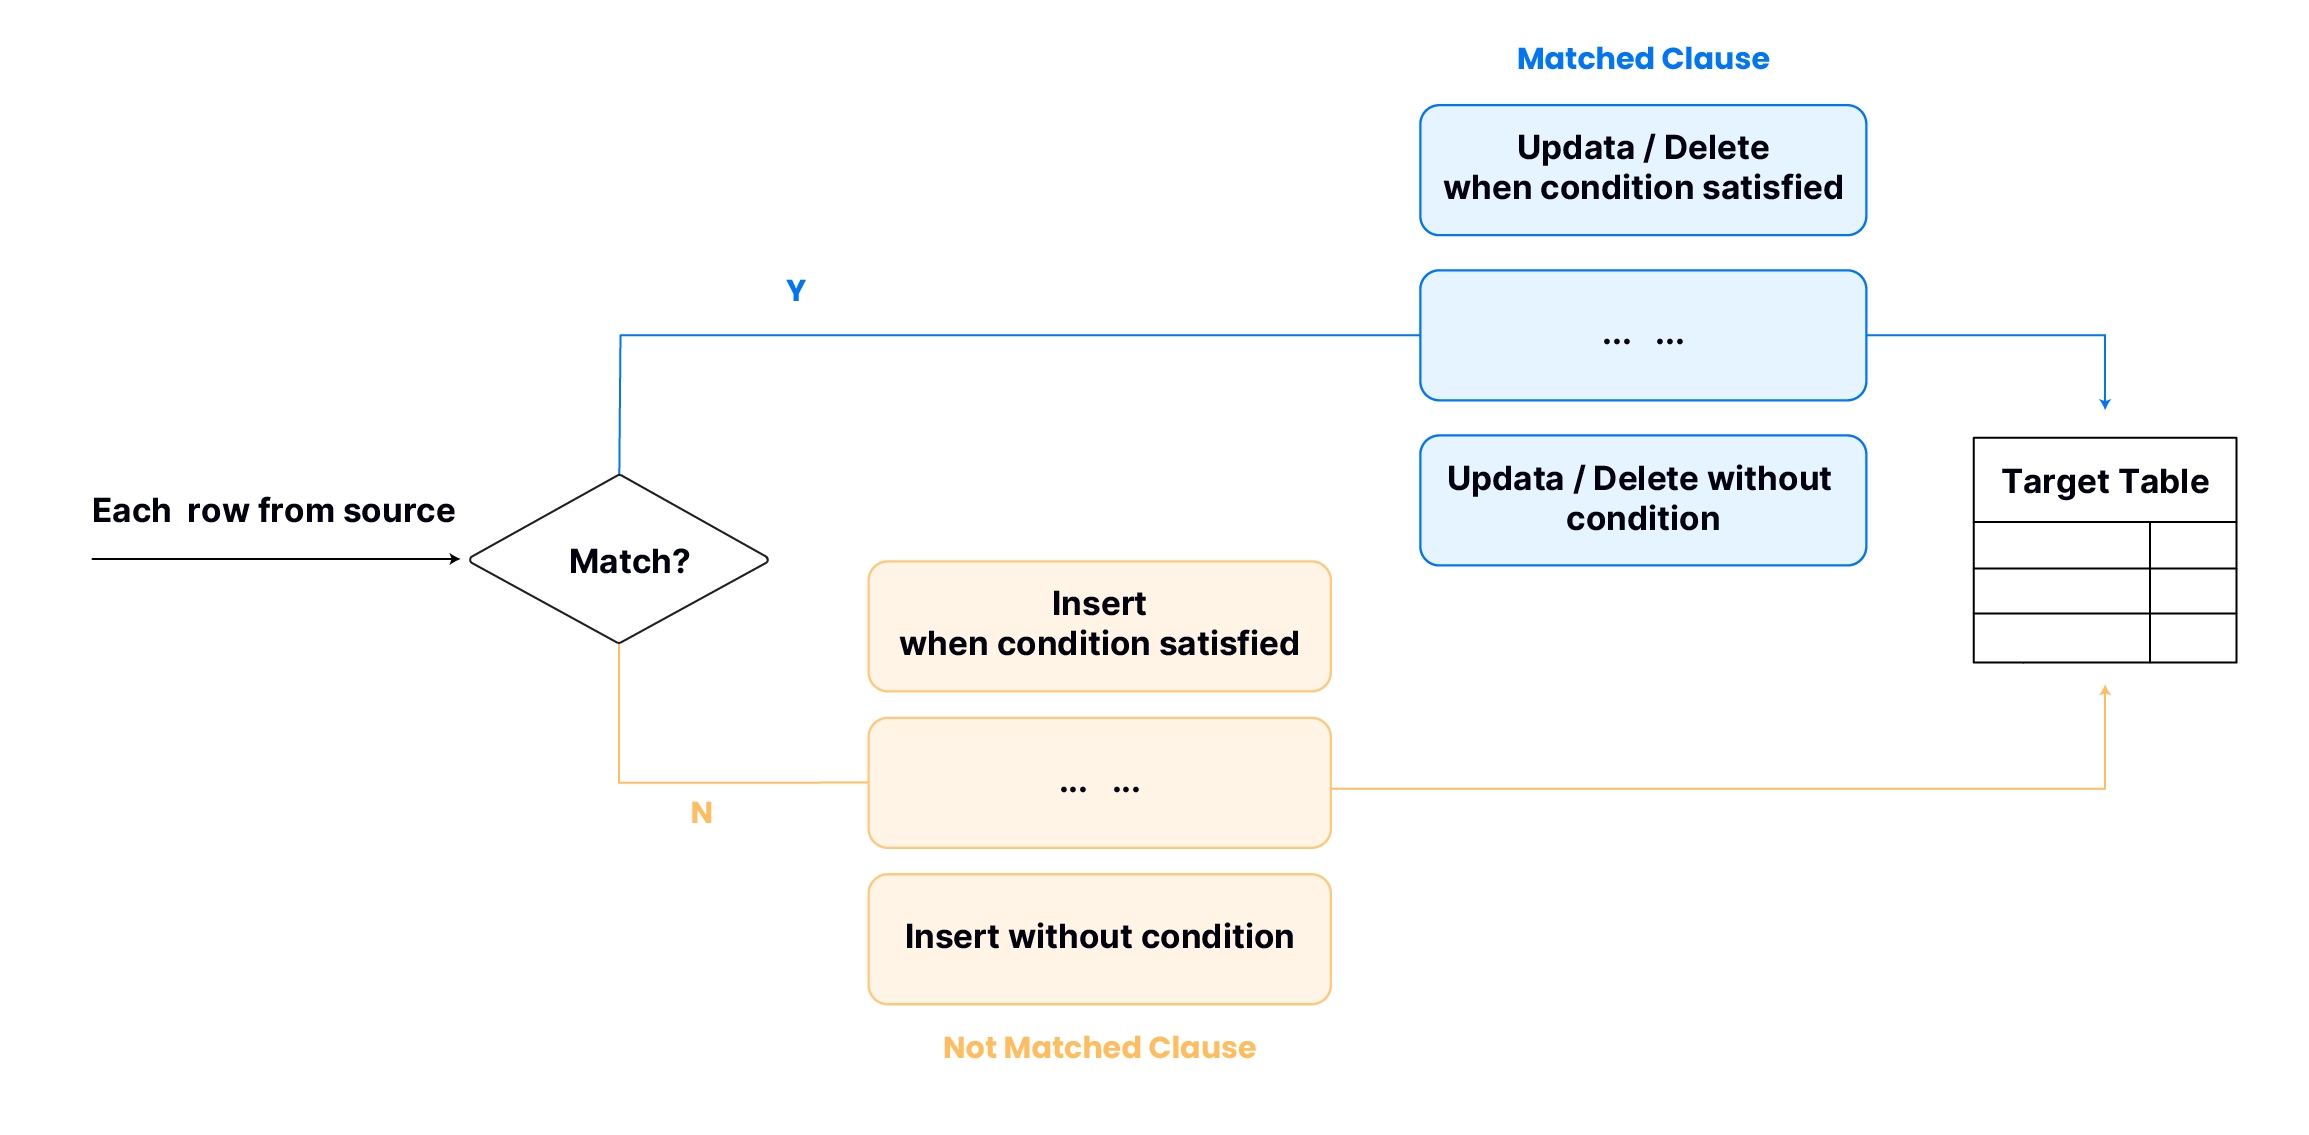 Matched Clause
Updata / Delete
when condition satisfied
Y
... ...
Updata / Delete without
condition
Target Table
Each row from source
Match?
Insert
when condition satisfied
... ...
N
Insert without condition
Not Matched Clause